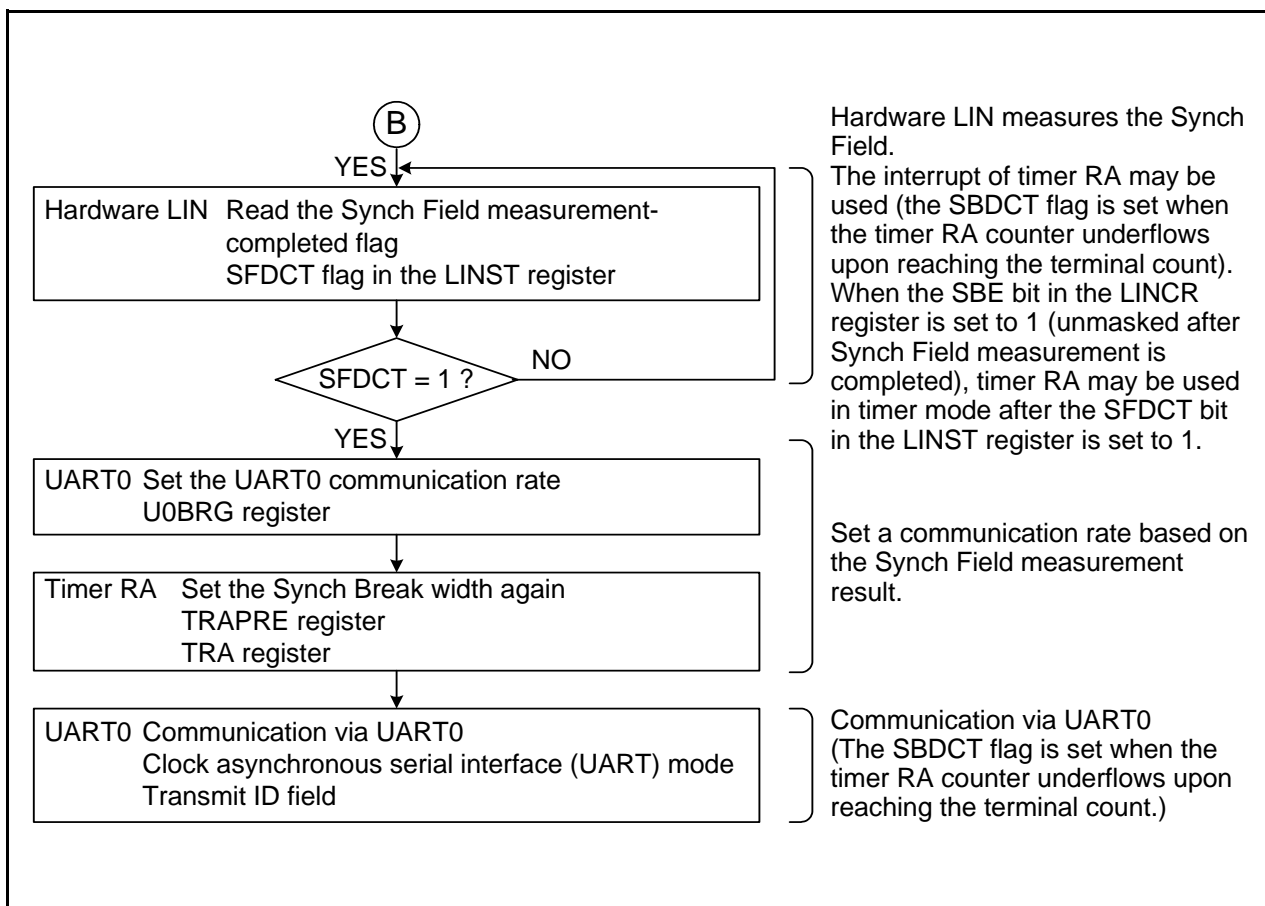 B
YES
Hardware LIN Read the Synch Field measurement-
completed flag
SFDCT flag in the LINST register
SFDCT = 1 ?
NO
YES
UART0 Set the UART0 communication rate
U0BRG register
Timer RA Set the Synch Break width again
TRAPRE register
TRA register
UART0 Communication via UART0
Clock asynchronous serial interface (UART) mode
Transmit ID field
Hardware LIN measures the Synch
Field.
The interrupt of timer RA may be
used (the SBDCT flag is set when
the timer RA counter underflows
upon reaching the terminal count).
When the SBE bit in the LINCR
register is set to 1 (unmasked after
Synch Field measurement is
completed), timer RA may be used
in timer mode after the SFDCT bit
in the LINST register is set to 1.
Set a communication rate based on
the Synch Field measurement
result.
Communication via UART0
(The SBDCT flag is set when the
timer RA counter underflows upon
reaching the terminal count.)